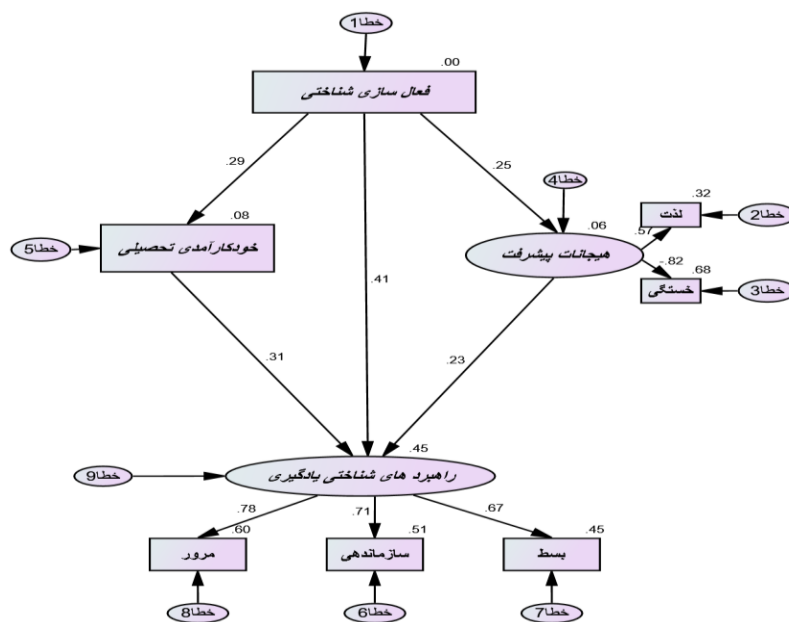 خطا1
.00
فعال سازی شناختی
.29
.25
خطا4
.32
لذت
خطا2
.08
.06
.57
خودکارآمدی تحصیلی
خطا5
هیجانات پیشرفت
-.82
.68
خستگی
خطا3
.41
.31
.23
.45
راهبرد های شناختی یادگیری
خطا9
.78
.71
.67
.60
.51
.45
مرور
سازماندهی
بسط
خطا8
خطا6
خطا7